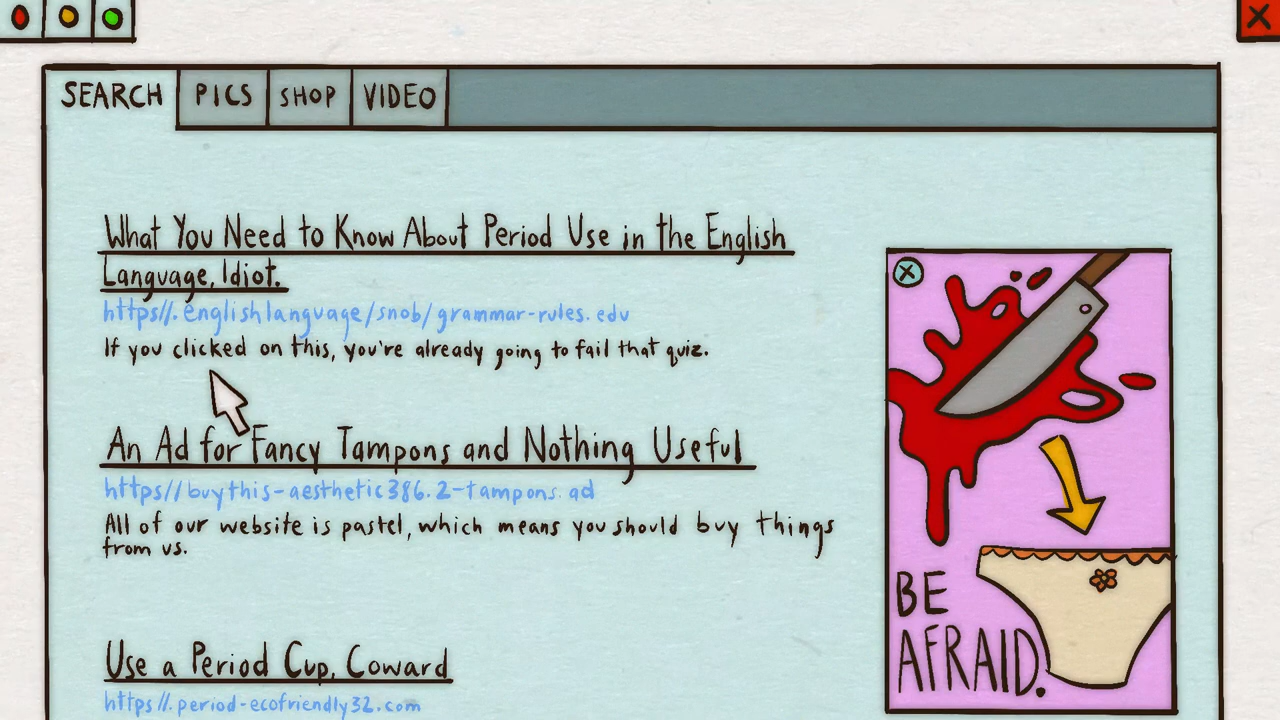 SEARCH PICS SHOP VIDEO
What You Need to Know About Period Use in the English
Language, Idiot.
https//.englishlanguage/snob/grammar-rules.edu
If you clicked on this, you're already going to fail that quiz.
An Ad for Fancy Tampons and Nothing Useful
https//buythis-aesthetic386.2-tampons.ad
All of our website is pastel, which means you should buy things
from us.
Use a Period Cup, Coward
https//.period-ecofriendly32.com
BE
AFRAID.